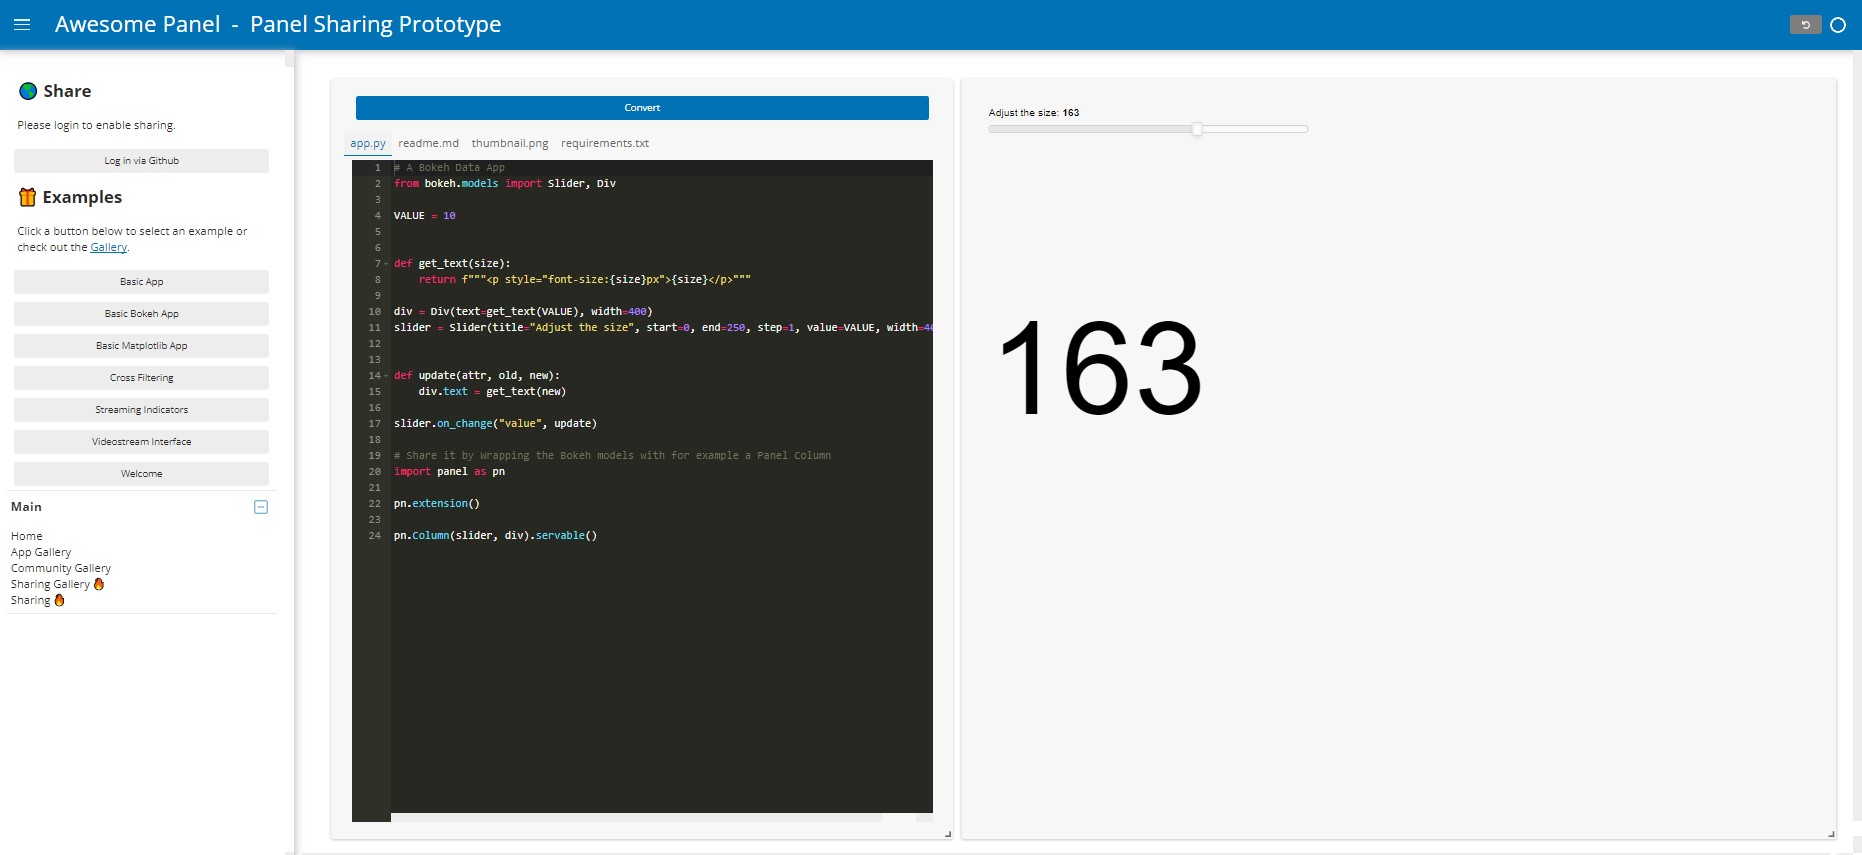 Awesome Panel - Panel Sharing Prototype
Share
Please login to enable sharing.
Log in via Github
Examples
Click a button below to select an example or
check out the Gallery.
Basic App
Basic Bokeh App
Basic Matplotlib App
Cross Filtering
Streaming Indicators
Videostream Interface
Welcome
Main
Home
App Gallery
Community Gallery
Sharing Gallery 🔥
Sharing 🔥
Convert
app.py readme.md thumbnail.png requirements.txt
1 # A Bokeh Data App
2 from bokeh.models import Slider, Div
3
4 VALUE = 10
5
6
7 def get_text(size):
8     return f"""<p style="font-size:{size}px">{size}</p>"""
9
10 div = Div(text=get_text(VALUE), width=400)
11 slider = Slider(title="Adjust the size", start=0, end=250, step=1, value=VALUE, width=4
12
13
14 def update(attr, old, new):
15     div.text = get_text(new)
16
17 slider.on_change("value", update)
18
19 # Share it by Wrapping the Bokeh models with for example a Panel Column
20 import panel as pn
21
22 pn.extension()
23
24 pn.Column(slider, div).servable()
Adjust the size: 163
163